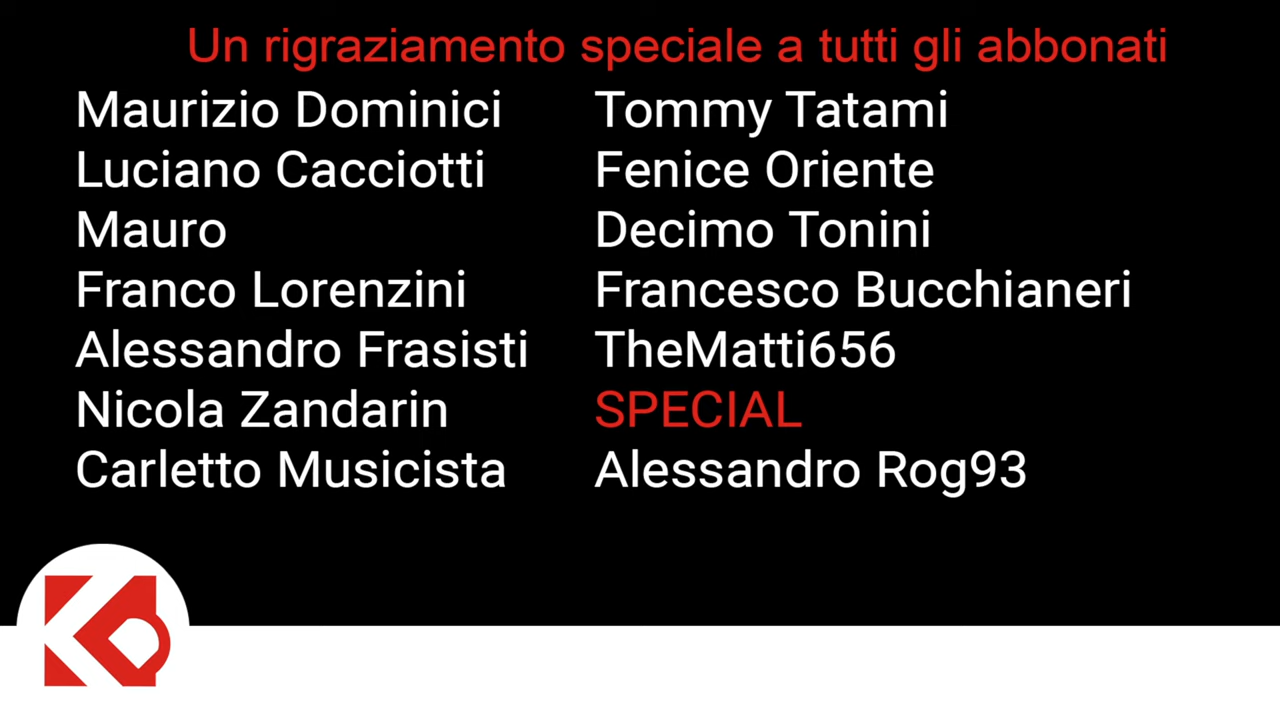 Un rigraziamento speciale a tutti gli abbonati
Maurizio Dominici
Luciano Cacciotti
Mauro
Franco Lorenzini
Alessandro Frasisti
Nicola Zandarin
Carletto Musicista
Tommy Tatami
Fenice Oriente
Decimo Tonini
Francesco Bucchianeri
TheMatti656
SPECIAL
Alessandro Rog93